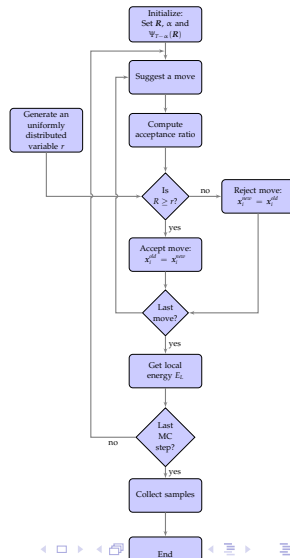 Initialize:
Set R, α and
Ψ_{T−α}(R)
Suggest a move
Generate an
uniformly
distributed
variable r
Compute
acceptance ratio
Is
R ≥ r?
no
Reject move:
x_i^{new} = x_i^{old}
yes
Accept move:
x_i^{old} = x_i^{new}
Last
move?
yes
Get local
energy E_L
Last
MC
step?
no
yes
Collect samples
End